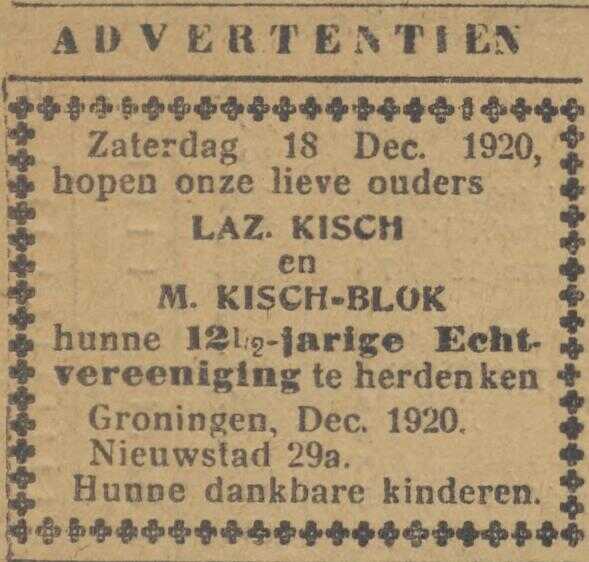 ADVERTENTIEN
Zaterdag 18 Dec. 1920,
hopen onze lieve ouders
LAZ. KISCH
en
M. KISCH-BLOK
hunne 12½-jarige Echt-
vereeniging te herdenken
Groningen, Dec. 1920.
Nieuwstad 29a.
Hunne dankbare kinderen.